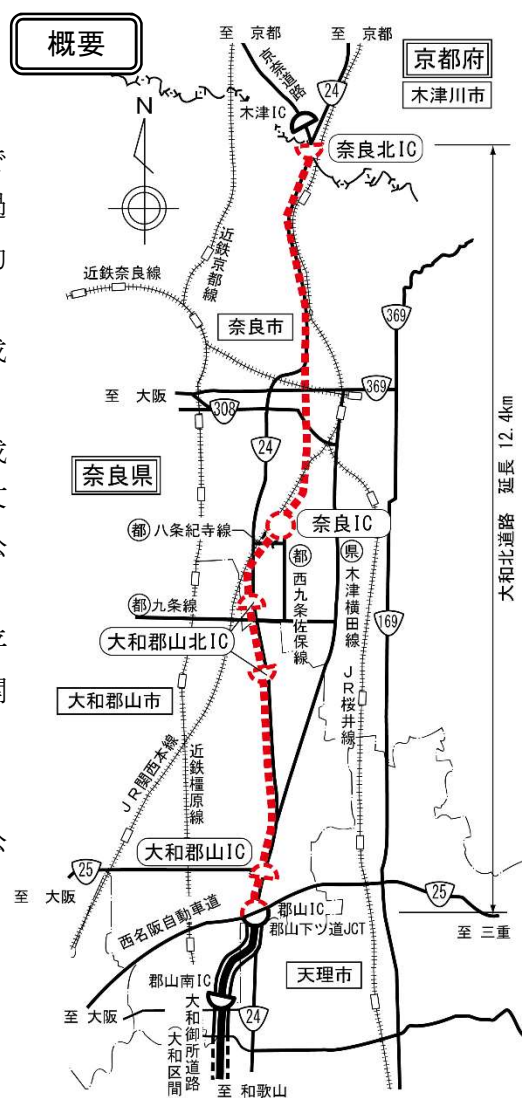 概要
至 京都
至 京都
京奈道路
24
京都府
木津川市
木津IC
N
奈良北IC
近鉄京都線
近鉄奈良線
奈良市
369
369
至 大阪
308
24
奈良県
奈良IC
都 八条紀寺線
都 西九条佐保線
県 木津横田線
都 九条線
大和郡山北IC
169
大和北道路 延長 12.4km
大和郡山市
JR桜井線
JR関西本線
近鉄橿原線
大和郡山IC
25
至 大阪
西名阪自動車道
郡山IC
郡山下ツ道JCT
25
至 三重
天理市
郡山南IC
至 大阪
大和御所道路
(大和区間)
24
至 和歌山